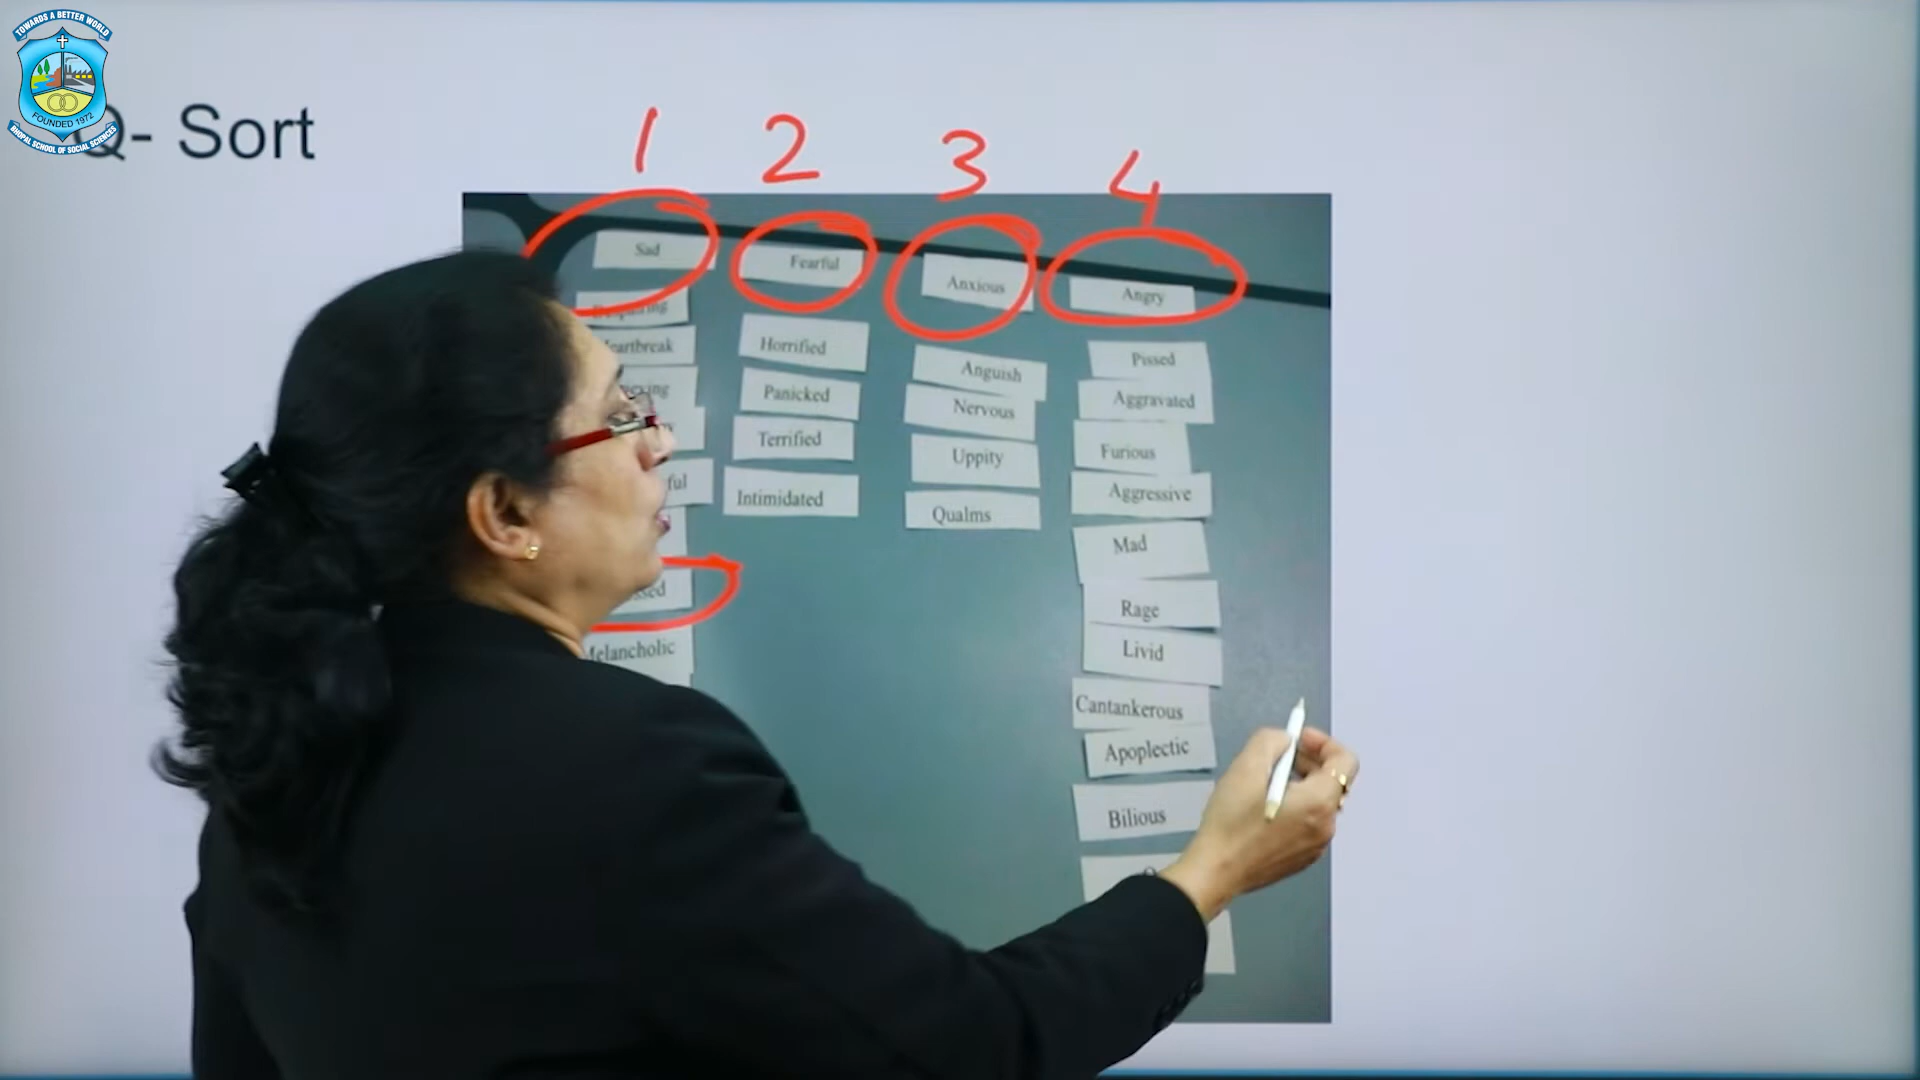 TOWARDS A BETTER WORLD
FOUNDED 1972
BHOPAL SCHOOL OF SOCIAL SCIENCES
Q- Sort
1 2 3 4
Sad
Melancholic
Fearful
Horrified
Panicked
Terrified
Intimidated
Anxious
Anguish
Nervous
Uppity
Qualms
Angry
Pissed
Aggravated
Furious
Aggressive
Mad
Rage
Livid
Cantankerous
Apoplectic
Bilious